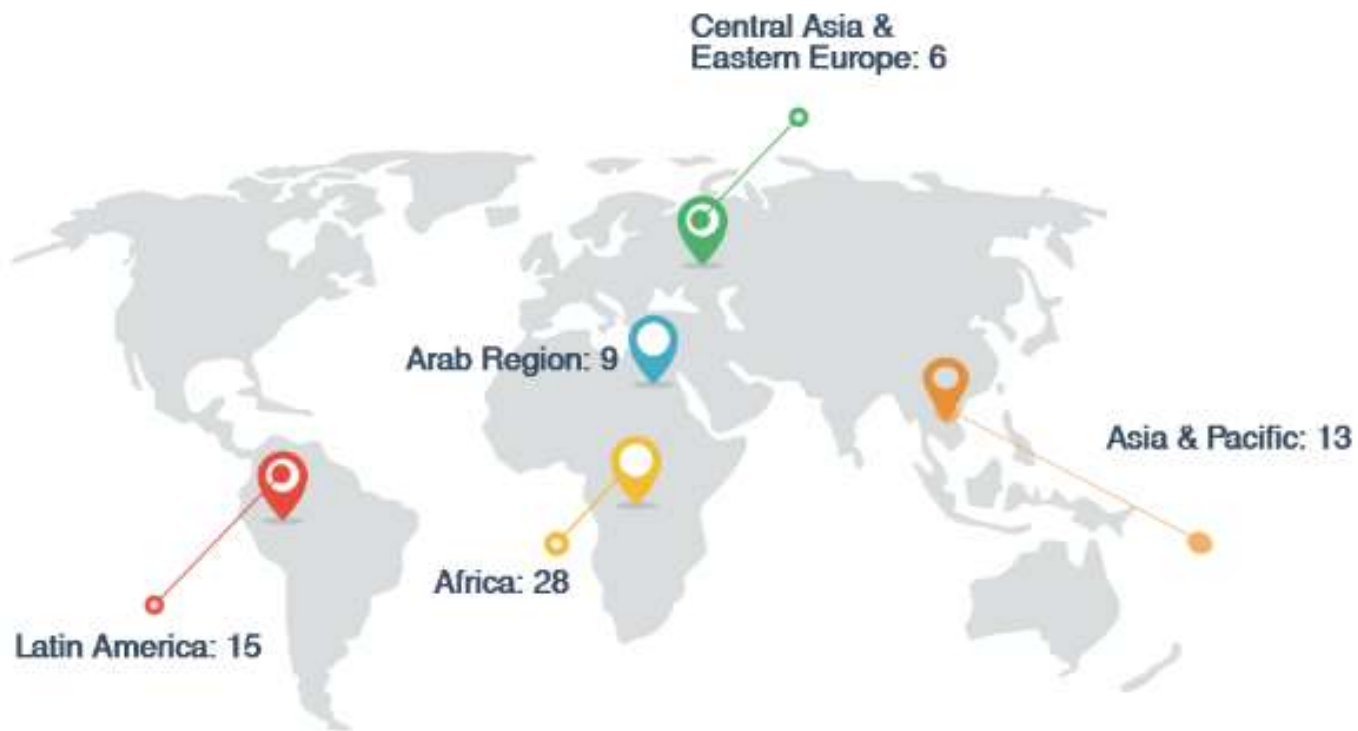 Central Asia &
Eastern Europe: 6
Arab Region: 9
Asia & Pacific: 13
Africa: 28
Latin America: 15